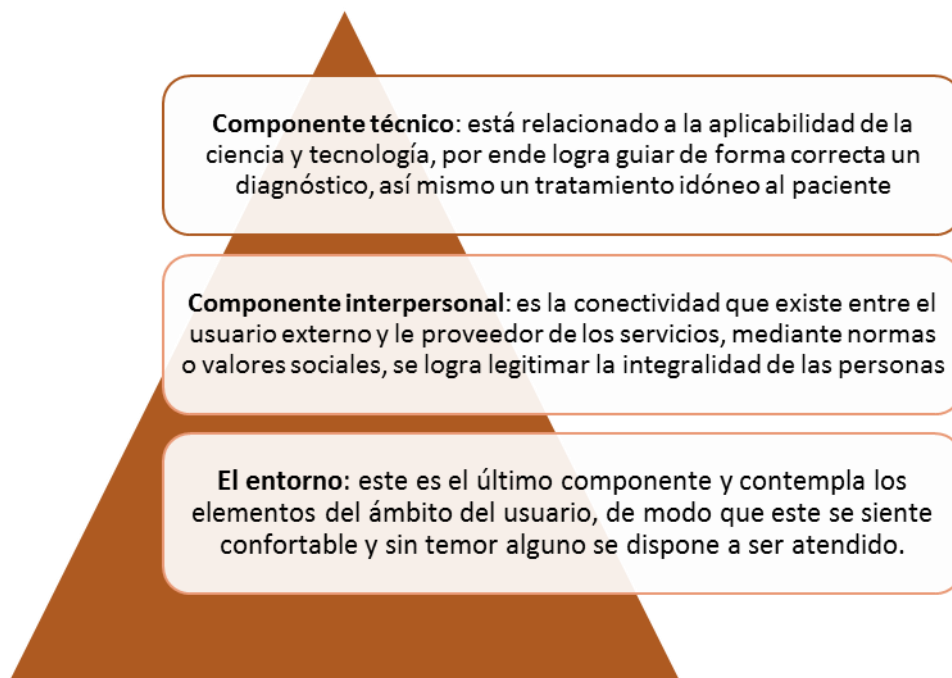 Componente técnico: está relacionado a la aplicabilidad de la
ciencia y tecnología, por ende logra guiar de forma correcta un
diagnóstico, así mismo un tratamiento idóneo al paciente
Componente interpersonal: es la conectividad que existe entre el
usuario externo y le proveedor de los servicios, mediante normas
o valores sociales, se logra legitimar la integralidad de las personas
El entorno: este es el último componente y contempla los
elementos del ámbito del usuario, de modo que este se siente
confortable y sin temor alguno se dispone a ser atendido.